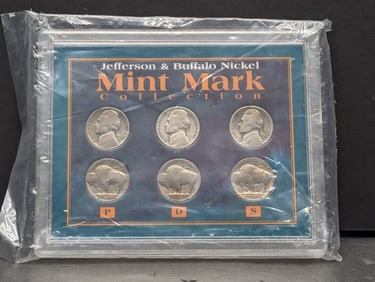 Jefferson & Buffalo Nickel
Mint Mark
Collection
P D S